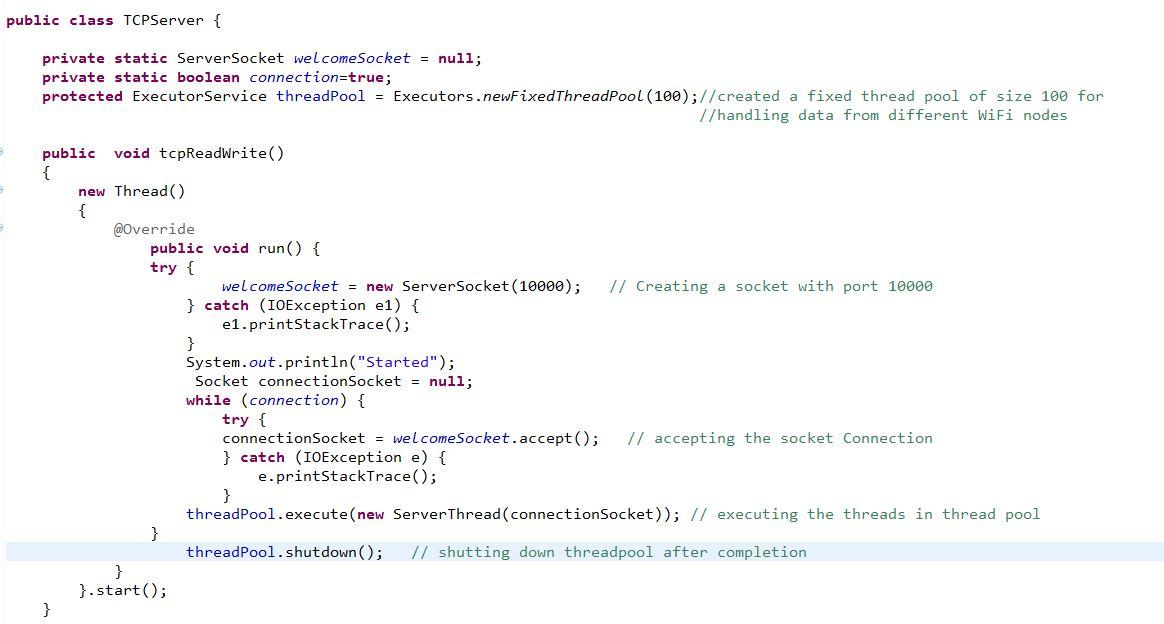 public class TCPServer {
private static ServerSocket welcomeSocket = null;
private static boolean connection=true;
protected ExecutorService threadPool = Executors.newFixedThreadPool(100);//created a fixed thread pool of size 100 for
//handling data from different WiFi nodes
public  void tcpReadWrite()
{
new Thread()
{
@Override
public void run() {
try {
welcomeSocket = new ServerSocket(10000);   // Creating a socket with port 10000
} catch (IOException e1) {
e1.printStackTrace();
}
System.out.println("Started");
Socket connectionSocket = null;
while (connection) {
try {
connectionSocket = welcomeSocket.accept();   // accepting the socket Connection
} catch (IOException e) {
e.printStackTrace();
}
threadPool.execute(new ServerThread(connectionSocket)); // executing the threads in thread pool
}
threadPool.shutdown();   // shutting down threadpool after completion
}
}.start();
}